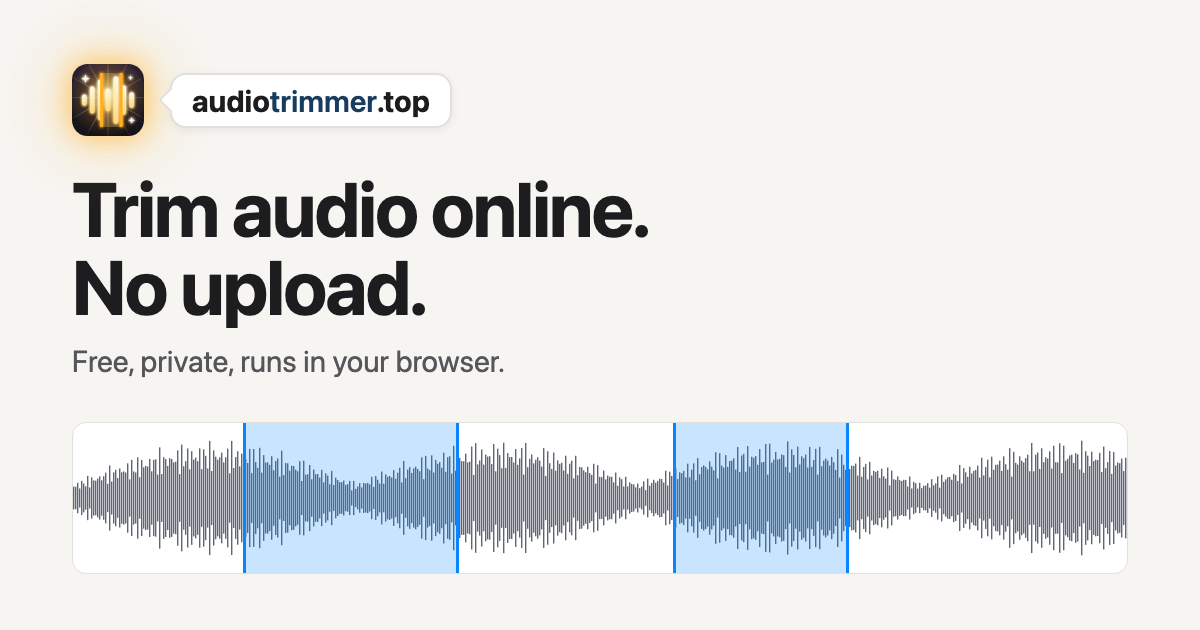 audiotrimmer.top
Trim audio online.
No upload.
Free, private, runs in your browser.